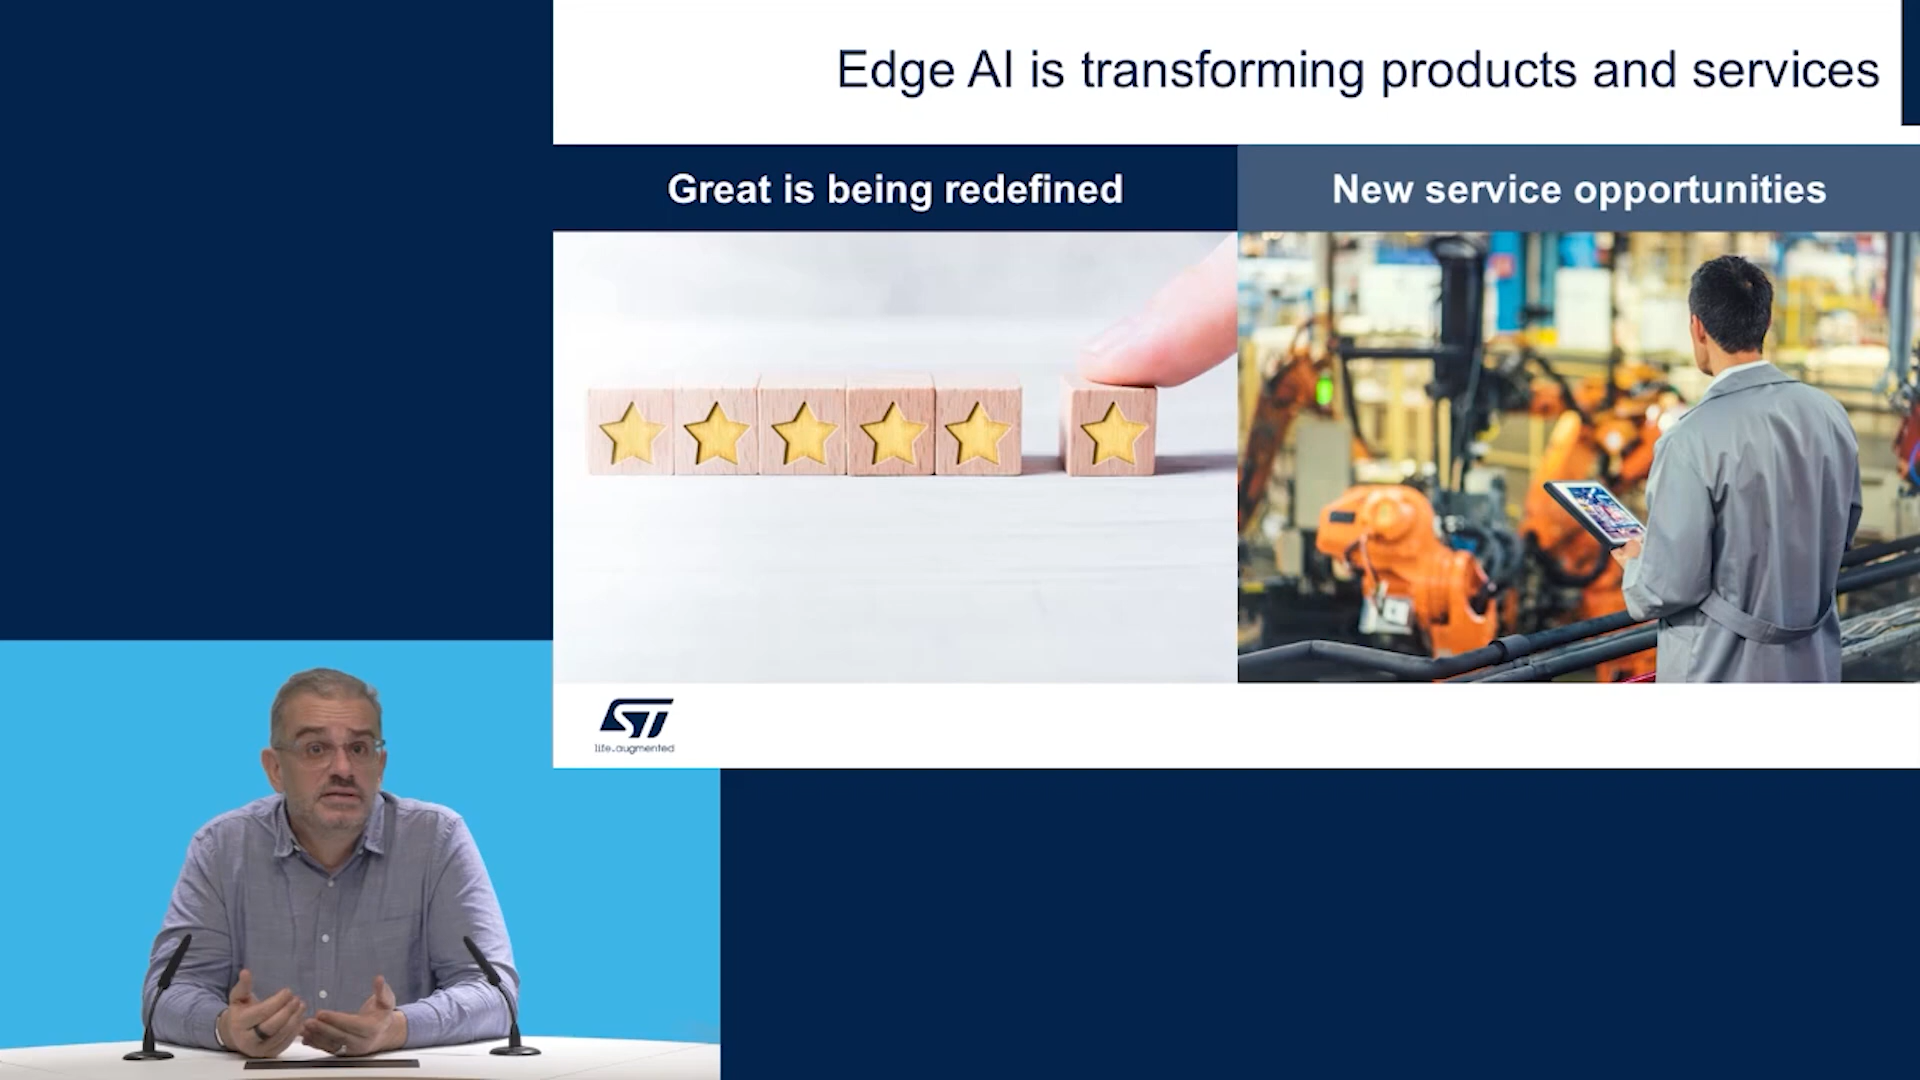 Edge AI is transforming products and services
Great is being redefined
New service opportunities
ST
life.augmented